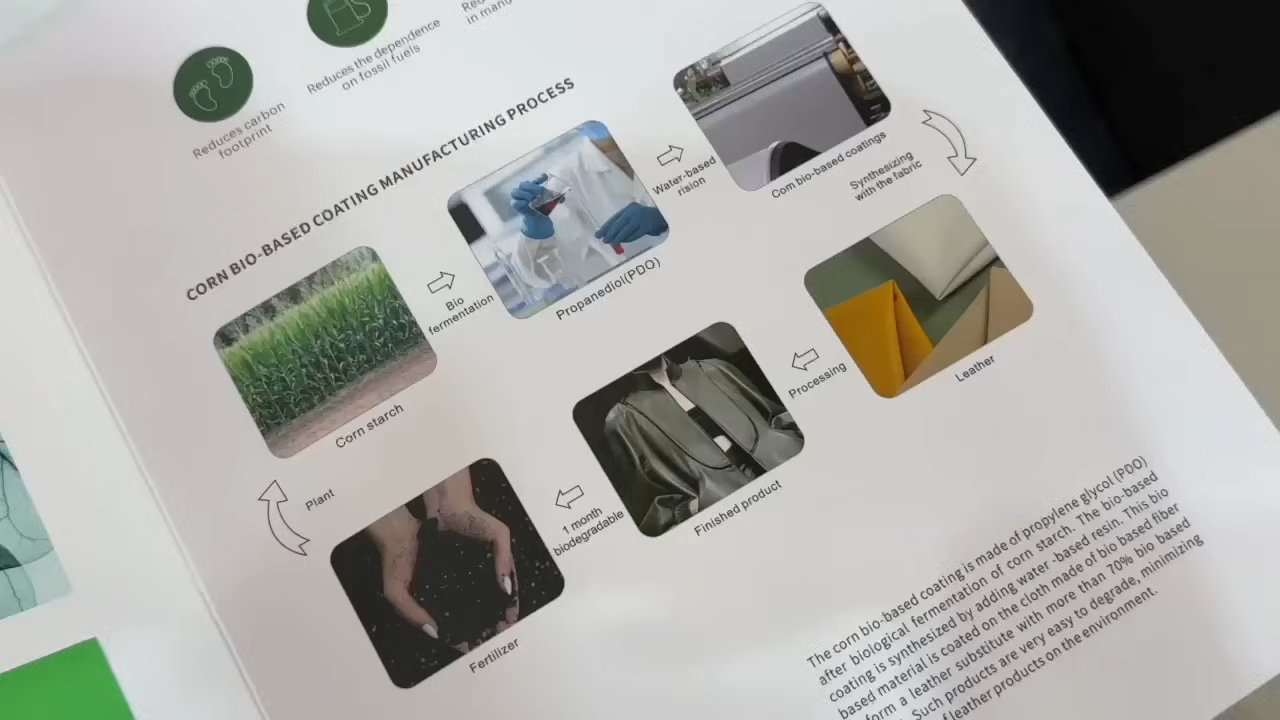 Reduces carbon
footprint
Reduces the dependence
on fossil fuels
in manu
CORN BIO-BASED COATING MANUFACTURING PROCESS
Corn starch
Bio
fermentation
Propanediol(PDO)
Water-based
rision
Com bio-based coatings
Synthesizing
with the fabric
Leather
Processing
Finished product
1 month
biodegradable
Fertilizer
Plant
The corn bio-based coating is made of propylene glycol (PDO)
after biological fermentation of corn starch. The bio-based
coating is synthesized by adding water -based resin. This bio
based material is coated on the cloth made of bio based fiber
form a leather substitute with more than 70% bio based
Such products are very easy to degrade, minimizing
f leather products on the environment.